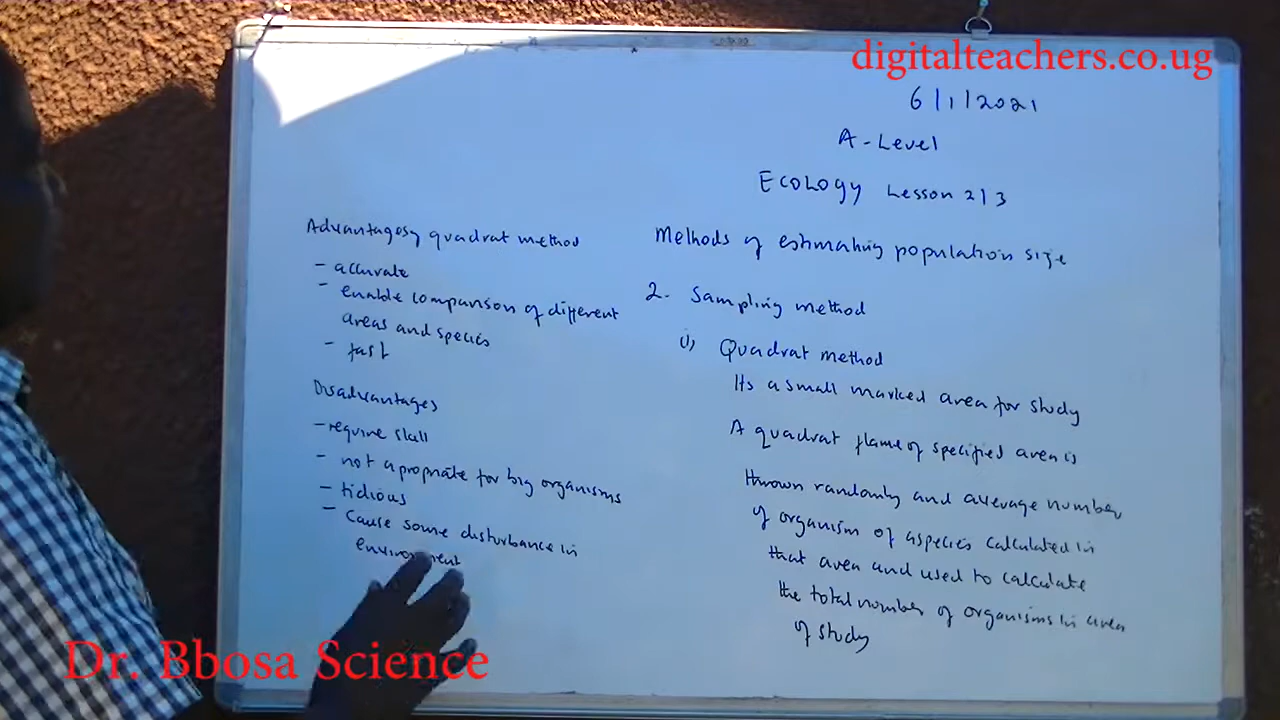 digitalteachers.co.ug
6/1/2021
A-Level
Ecology Lesson 2/3
Methods of estimating population size
2. Sampling method
i) Quadrat method
Its a small marked area for study
A quadrat flame of specified area is
thrown randomly and average number
of organism of aspecies calculated in
that area and used to calculate
the total number of organisms in area
of study
Advantages of quadrat method
- accurate
- enable comparison of different
areas and species
- fast
Disadvantages
- require skill
- not apropriate for big organisms
- tidious
- Cause some disturbance in
environment
Dr. Bbosa Science